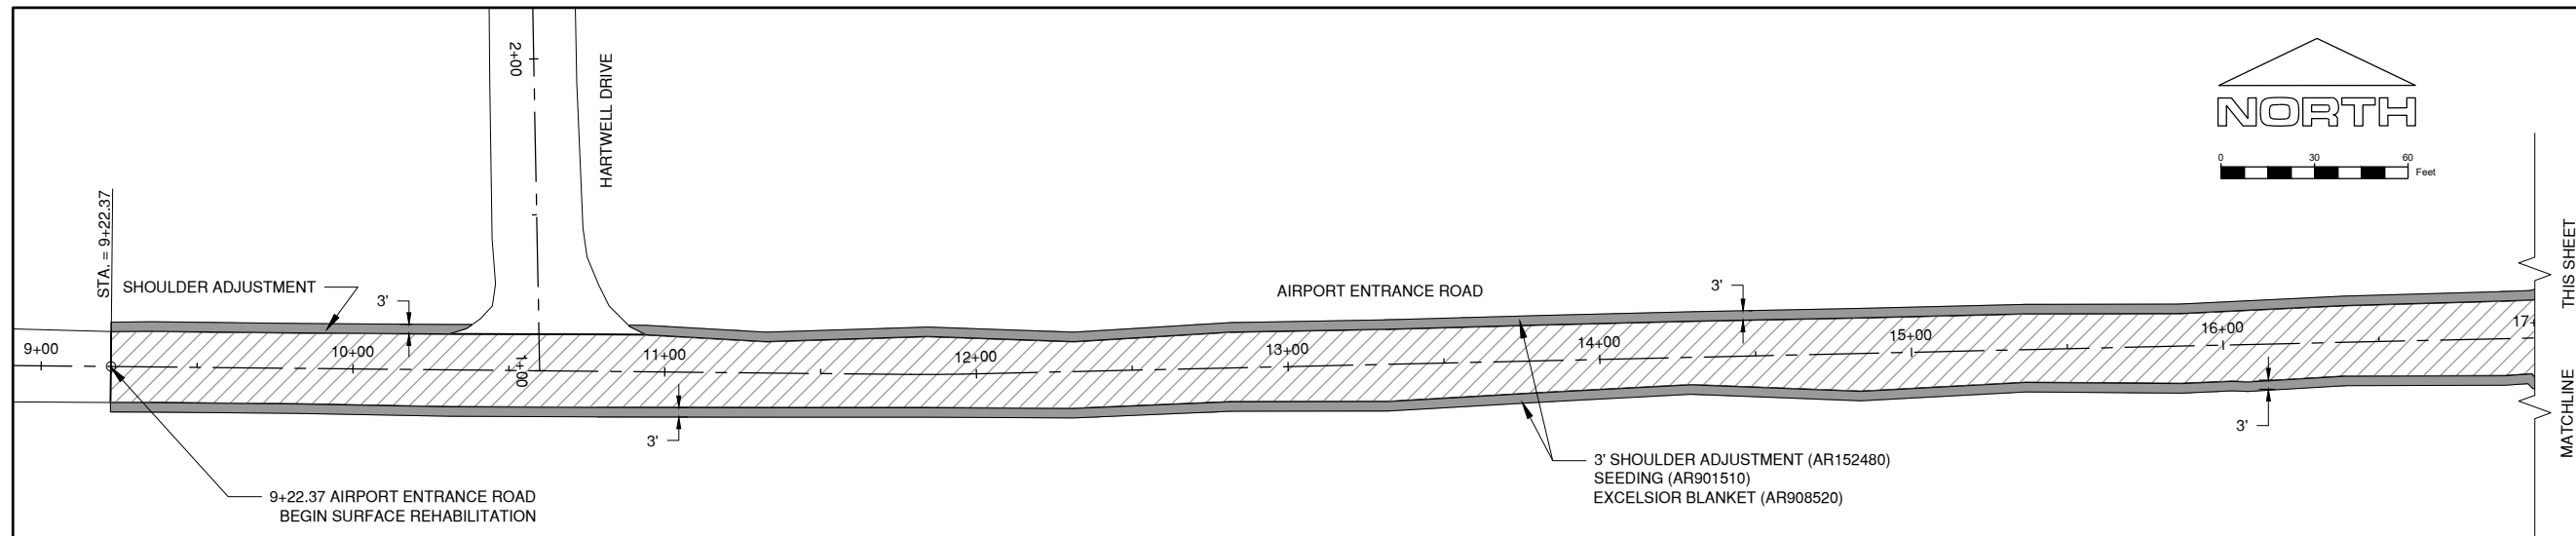 2+00
HARTWELL DRIVE
NORTH
0 30 60
Feet
STA. = 9+22.37
SHOULDER ADJUSTMENT
3'
AIRPORT ENTRANCE ROAD
3'
THIS SHEET
MATCHLINE
9+00
10+00
1+00
11+00
12+00
13+00
14+00
15+00
16+00
17+
3'
3'
9+22.37 AIRPORT ENTRANCE ROAD
BEGIN SURFACE REHABILITATION
3' SHOULDER ADJUSTMENT (AR152480)
SEEDING (AR901510)
EXCELSIOR BLANKET (AR908520)